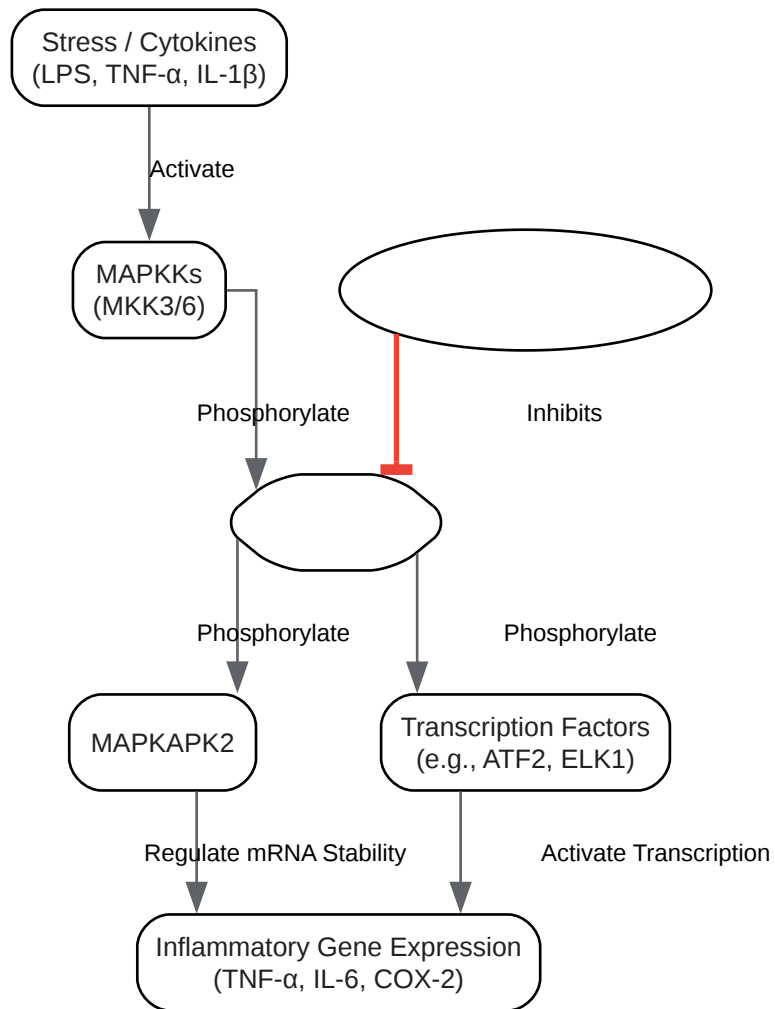 Stress / Cytokines
(LPS, TNF-α, IL-1β)
Activate
MAPKKs
(MKK3/6)
Phosphorylate
Inhibits
Phosphorylate
Phosphorylate
MAPKAPK2
Transcription Factors
(e.g., ATF2, ELK1)
Regulate mRNA Stability
Activate Transcription
Inflammatory Gene Expression
(TNF-α, IL-6, COX-2)